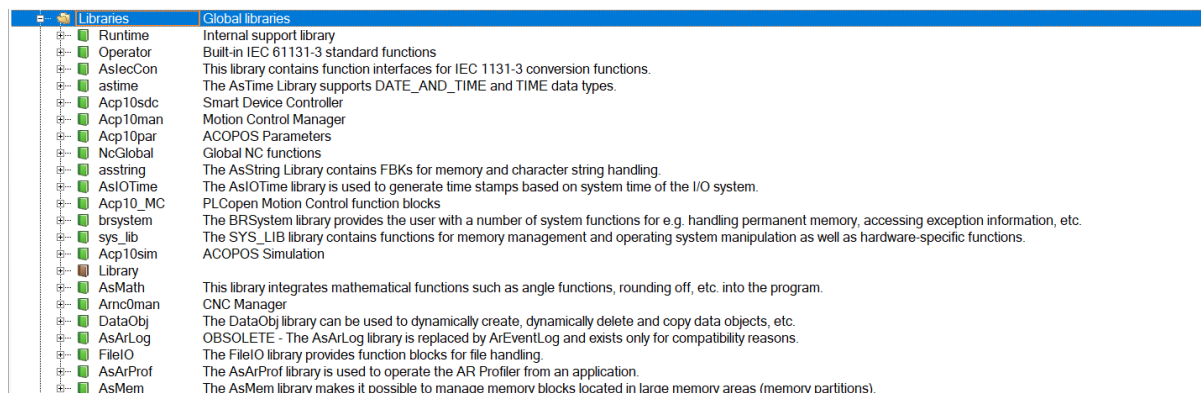 Libraries Global libraries
Runtime Internal support library
Operator Built-in IEC 61131-3 standard functions
AsIecCon This library contains function interfaces for IEC 1131-3 conversion functions.
astime The AsTime Library supports DATE_AND_TIME and TIME data types.
Acp10sdc Smart Device Controller
Acp10man Motion Control Manager
Acp10par ACOPOS Parameters
NcGlobal Global NC functions
asstring The AsString Library contains FBKs for memory and character string handling.
AsIOTime The AsIOTime library is used to generate time stamps based on system time of the I/O system.
Acp10_MC PLCopen Motion Control function blocks
brsystem The BRSystem library provides the user with a number of system functions for e.g. handling permanent memory, accessing exception information, etc.
sys_lib The SYS_LIB library contains functions for memory management and operating system manipulation as well as hardware-specific functions.
Acp10sim ACOPOS Simulation
Library
AsMath This library integrates mathematical functions such as angle functions, rounding off, etc. into the program.
Arnc0man CNC Manager
DataObj The DataObj library can be used to dynamically create, dynamically delete and copy data objects, etc.
AsArLog OBSOLETE - The AsArLog library is replaced by ArEventLog and exists only for compatibility reasons.
FileIO The FileIO library provides function blocks for file handling.
AsArProf The AsArProf library is used to operate the AR Profiler from an application.
AsMem The AsMem library makes it possible to manage memory blocks located in large memory areas (memory partitions).